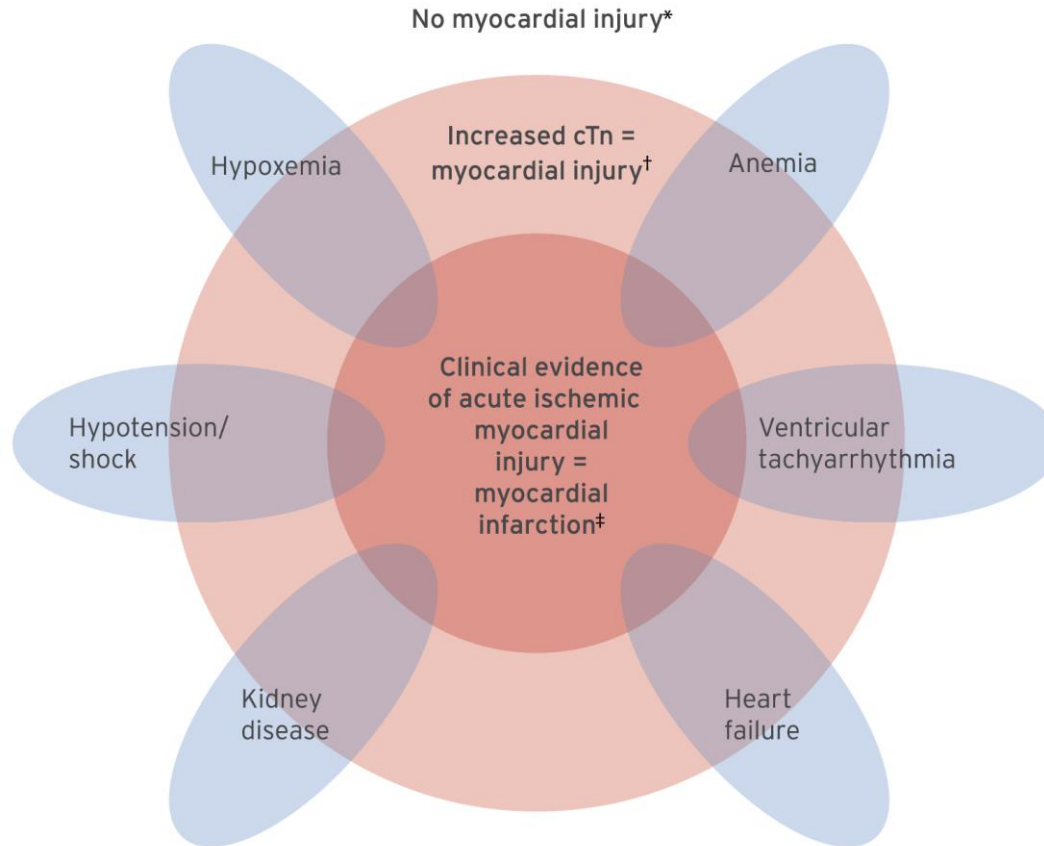 No myocardial injury*
Increased cTn =
myocardial injury†
Hypoxemia
Anemia
Clinical evidence
of acute ischemic
myocardial
injury =
myocardial
infarction‡
Hypotension/
shock
Ventricular
tachyarrhythmia
Kidney
disease
Heart
failure